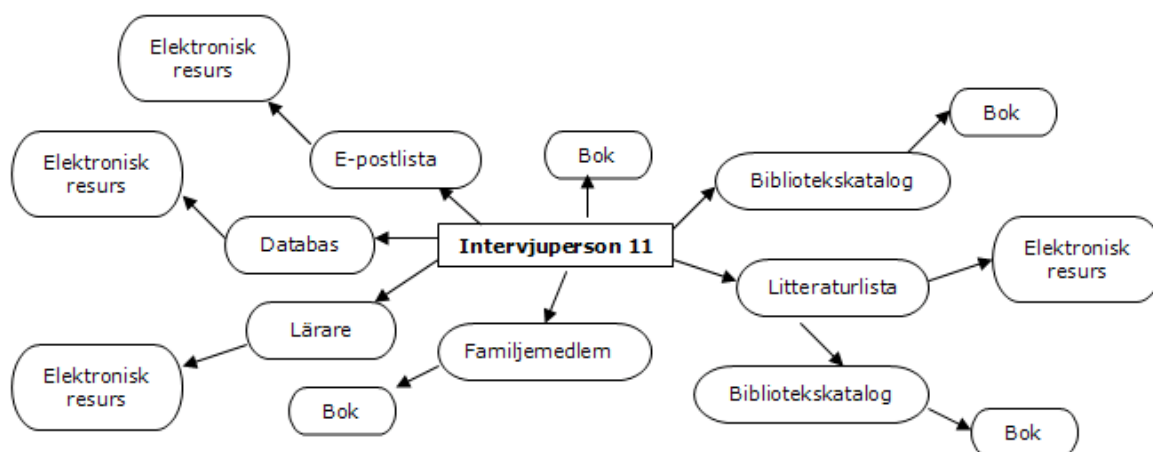 Elektronisk
resurs
E-postlista
Bok
Bok
Bibliotekskatalog
Elektronisk
resurs
Databas
Intervjuperson 11
Elektronisk
resurs
Litteraturlista
Lärare
Familjemedlem
Elektronisk
resurs
Bok
Bibliotekskatalog
Bok